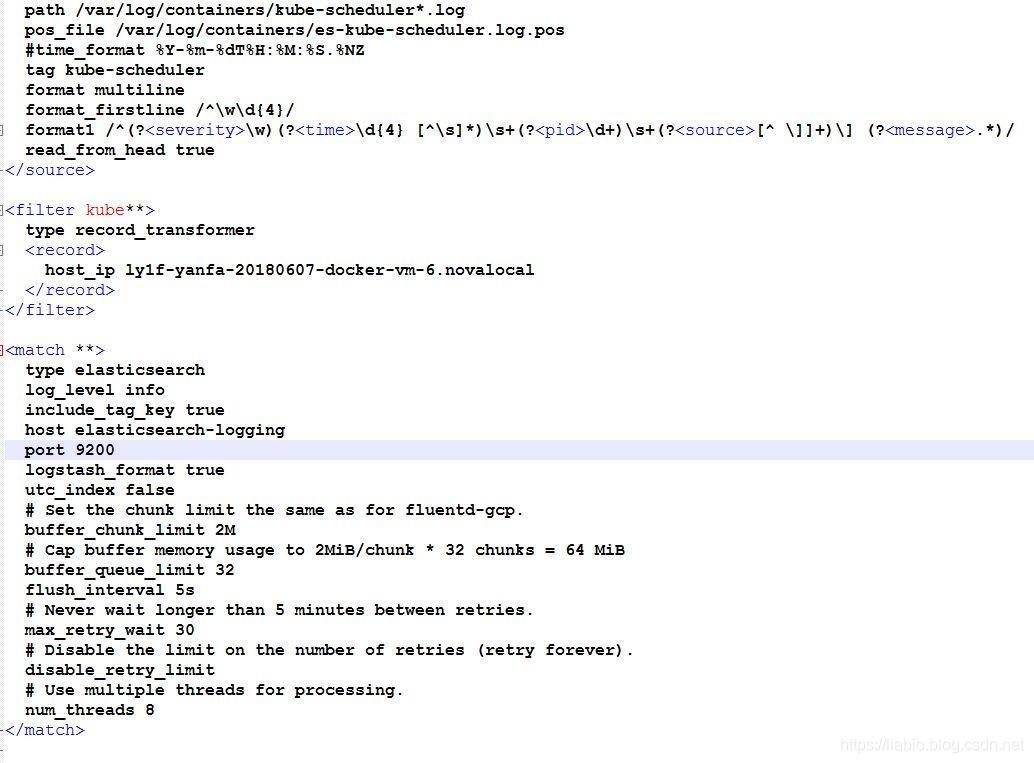 path /var/log/containers/kube-scheduler*.log
pos_file /var/log/containers/es-kube-scheduler.log.pos
#time_format %Y-%m-%dT%H:%M:%S.%NZ
tag kube-scheduler
format multiline
format_firstline /^\w\d{4}/
format1 /^(?<severity>\w)(?<time>\d{4} [^\s]*)\s+(?<pid>\d+)\s+(?<source>[^ \]]+)\] (?<message>.*)/
read_from_head true
</source>
<filter kube**>
type record_transformer
<record>
host_ip ly1f-yanfa-20180607-docker-vm-6.novalocal
</record>
</filter>
<match **>
type elasticsearch
log_level info
include_tag_key true
host elasticsearch-logging
port 9200
logstash_format true
utc_index false
# Set the chunk limit the same as for fluentd-gcp.
buffer_chunk_limit 2M
# Cap buffer memory usage to 2MiB/chunk * 32 chunks = 64 MiB
buffer_queue_limit 32
flush_interval 5s
# Never wait longer than 5 minutes between retries.
max_retry_wait 30
# Disable the limit on the number of retries (retry forever).
disable_retry_limit
# Use multiple threads for processing.
num_threads 8
</match>
https://liabio.blog.csdn.net